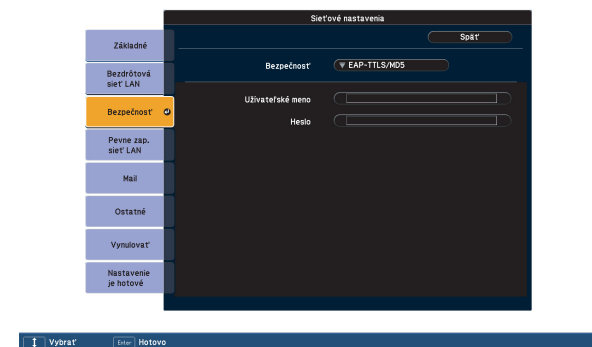 Sieťové nastavenia
Späť
Základné
Bezdrôtová
sieť LAN
Bezpečnosť
Pevne zap.
sieť LAN
Mail
Ostatné
Vynulovať
Nastavenie
je hotové
Bezpečnosť EAP-TTLS/MD5
Užívateľské meno
Heslo
Vybrať Enter Hotovo